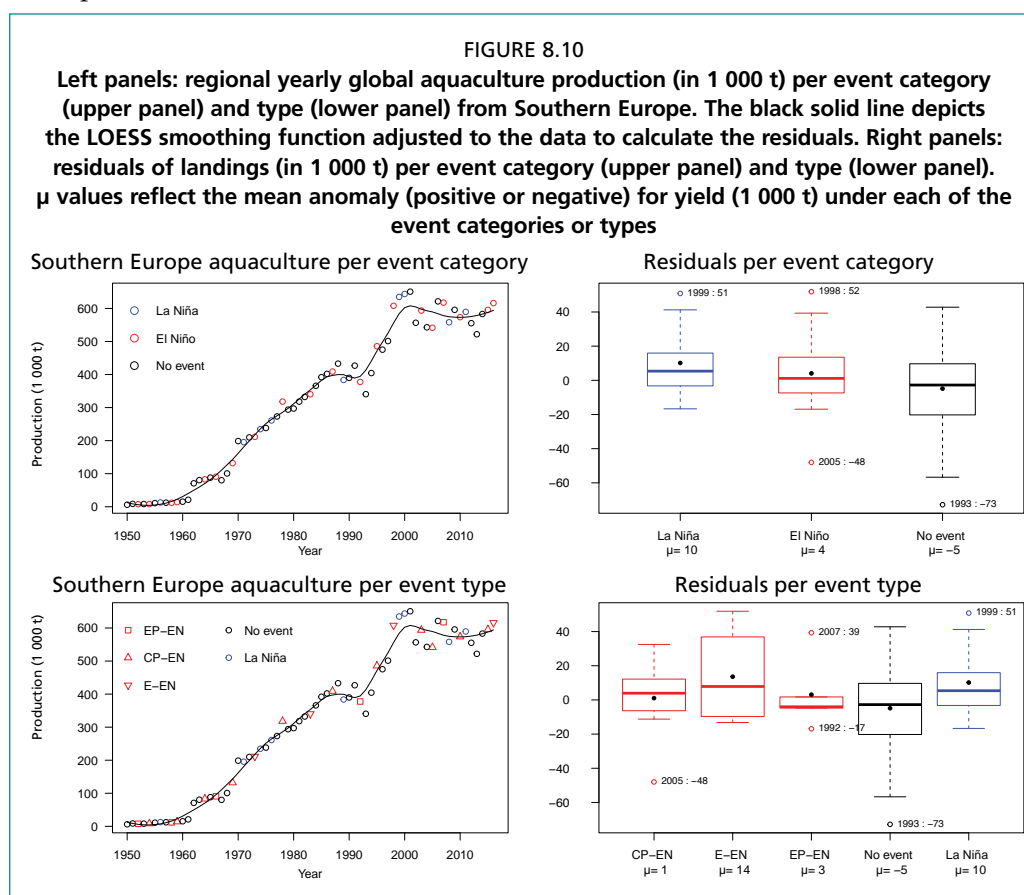 FIGURE 8.10
Left panels: regional yearly global aquaculture production (in 1 000 t) per event category
(upper panel) and type (lower panel) from Southern Europe. The black solid line depicts
the LOESS smoothing function adjusted to the data to calculate the residuals. Right panels:
residuals of landings (in 1 000 t) per event category (upper panel) and type (lower panel).
µ values reflect the mean anomaly (positive or negative) for yield (1 000 t) under each of the
event categories or types
Southern Europe aquaculture per event category
Production (1 000 t)
600
500
400
300
200
100
0
La Niña
El Niño
No event
1950 1960 1970 1980 1990 2000 2010
Year
Residuals per event category
40
20
0
−20
−40
−60
1999 : 51
1998 : 52
2005 : −48
1993 : −73
La Niña El Niño No event
µ= 10 µ= 4 µ= −5
Southern Europe aquaculture per event type
Production (1 000 t)
600
500
400
300
200
100
0
EP−EN No event
CP−EN La Niña
E−EN
1950 1960 1970 1980 1990 2000 2010
Year
Residuals per event type
40
20
0
−20
−40
−60
1999 : 51
2007 : 39
1992 : −17
2005 : −48
1993 : −73
CP−EN E−EN EP−EN No event La Niña
µ= 1 µ= 14 µ= 3 µ= −5 µ= 10